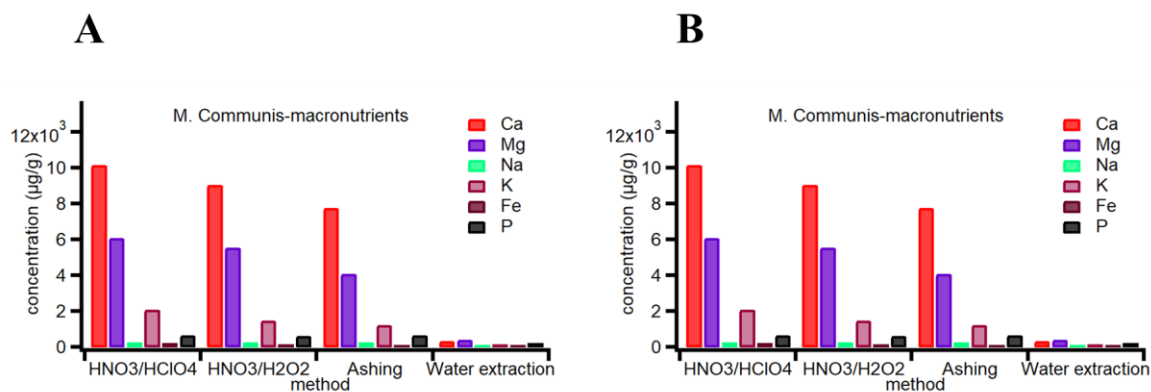 A
M. Communis-macronutrients
12x10³
10
8
6
4
2
0
concentration (µg/g)
Ca
Mg
Na
K
Fe
P
HNO3/HClO4 HNO3/H2O2 Ashing Water extraction
method
B
M. Communis-macronutrients
12x10³
10
8
6
4
2
0
concentration (µg/g)
Ca
Mg
Na
K
Fe
P
HNO3/HClO4 HNO3/H2O2 Ashing Water extraction
method